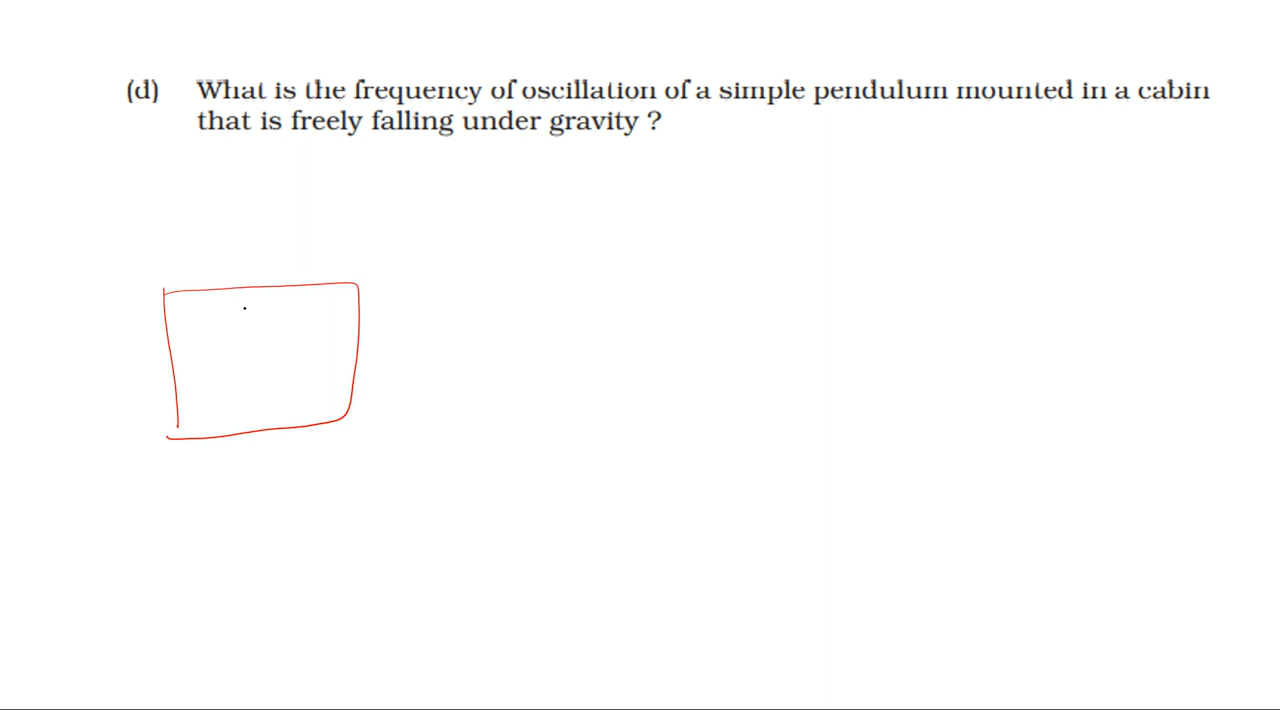 (d) What is the frequency of oscillation of a simple pendulum mounted in a cabin
that is freely falling under gravity ?